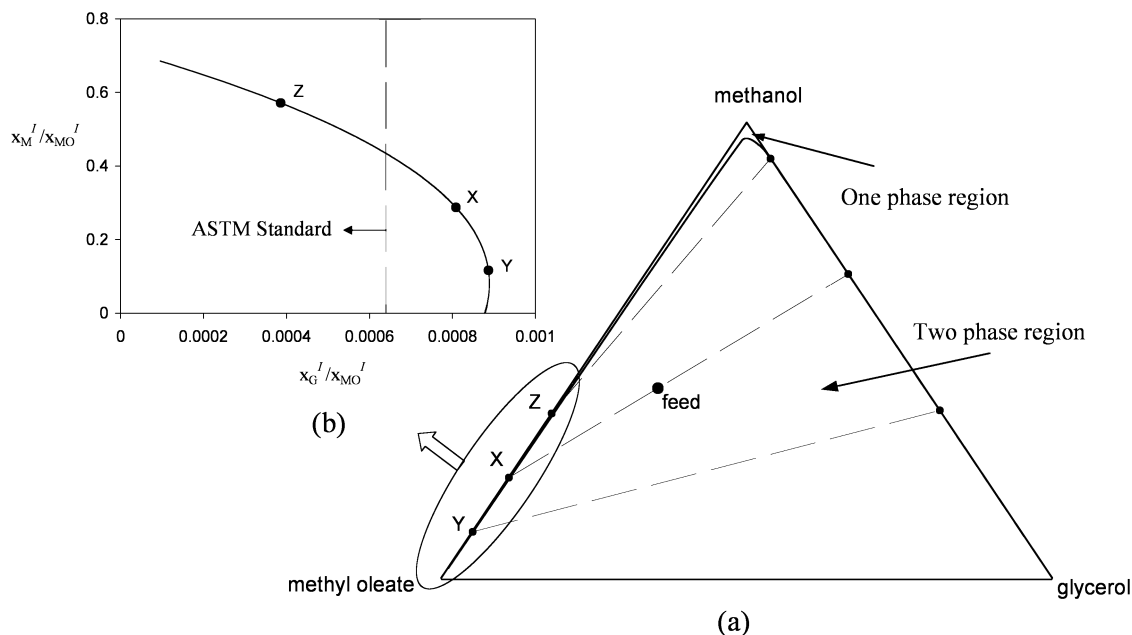 0.8
0.6
0.4
0.2
0
x_M^I/x_MO^I
Z
X
Y
ASTM Standard
0 0.0002 0.0004 0.0006 0.0008 0.001
x_G^I/x_MO^I
(b)
methanol
One phase region
Two phase region
feed
Z
X
Y
methyl oleate
glycerol
(a)